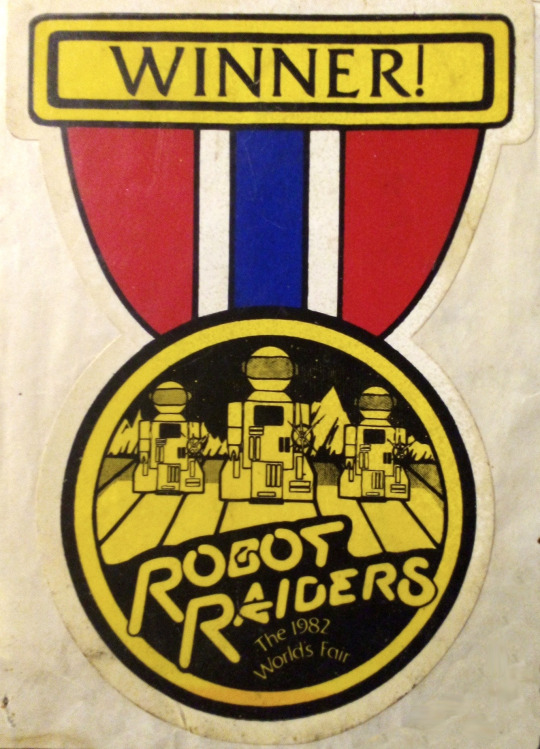 WINNER!
ROBOT
RAIDERS
The 1982
World's Fair